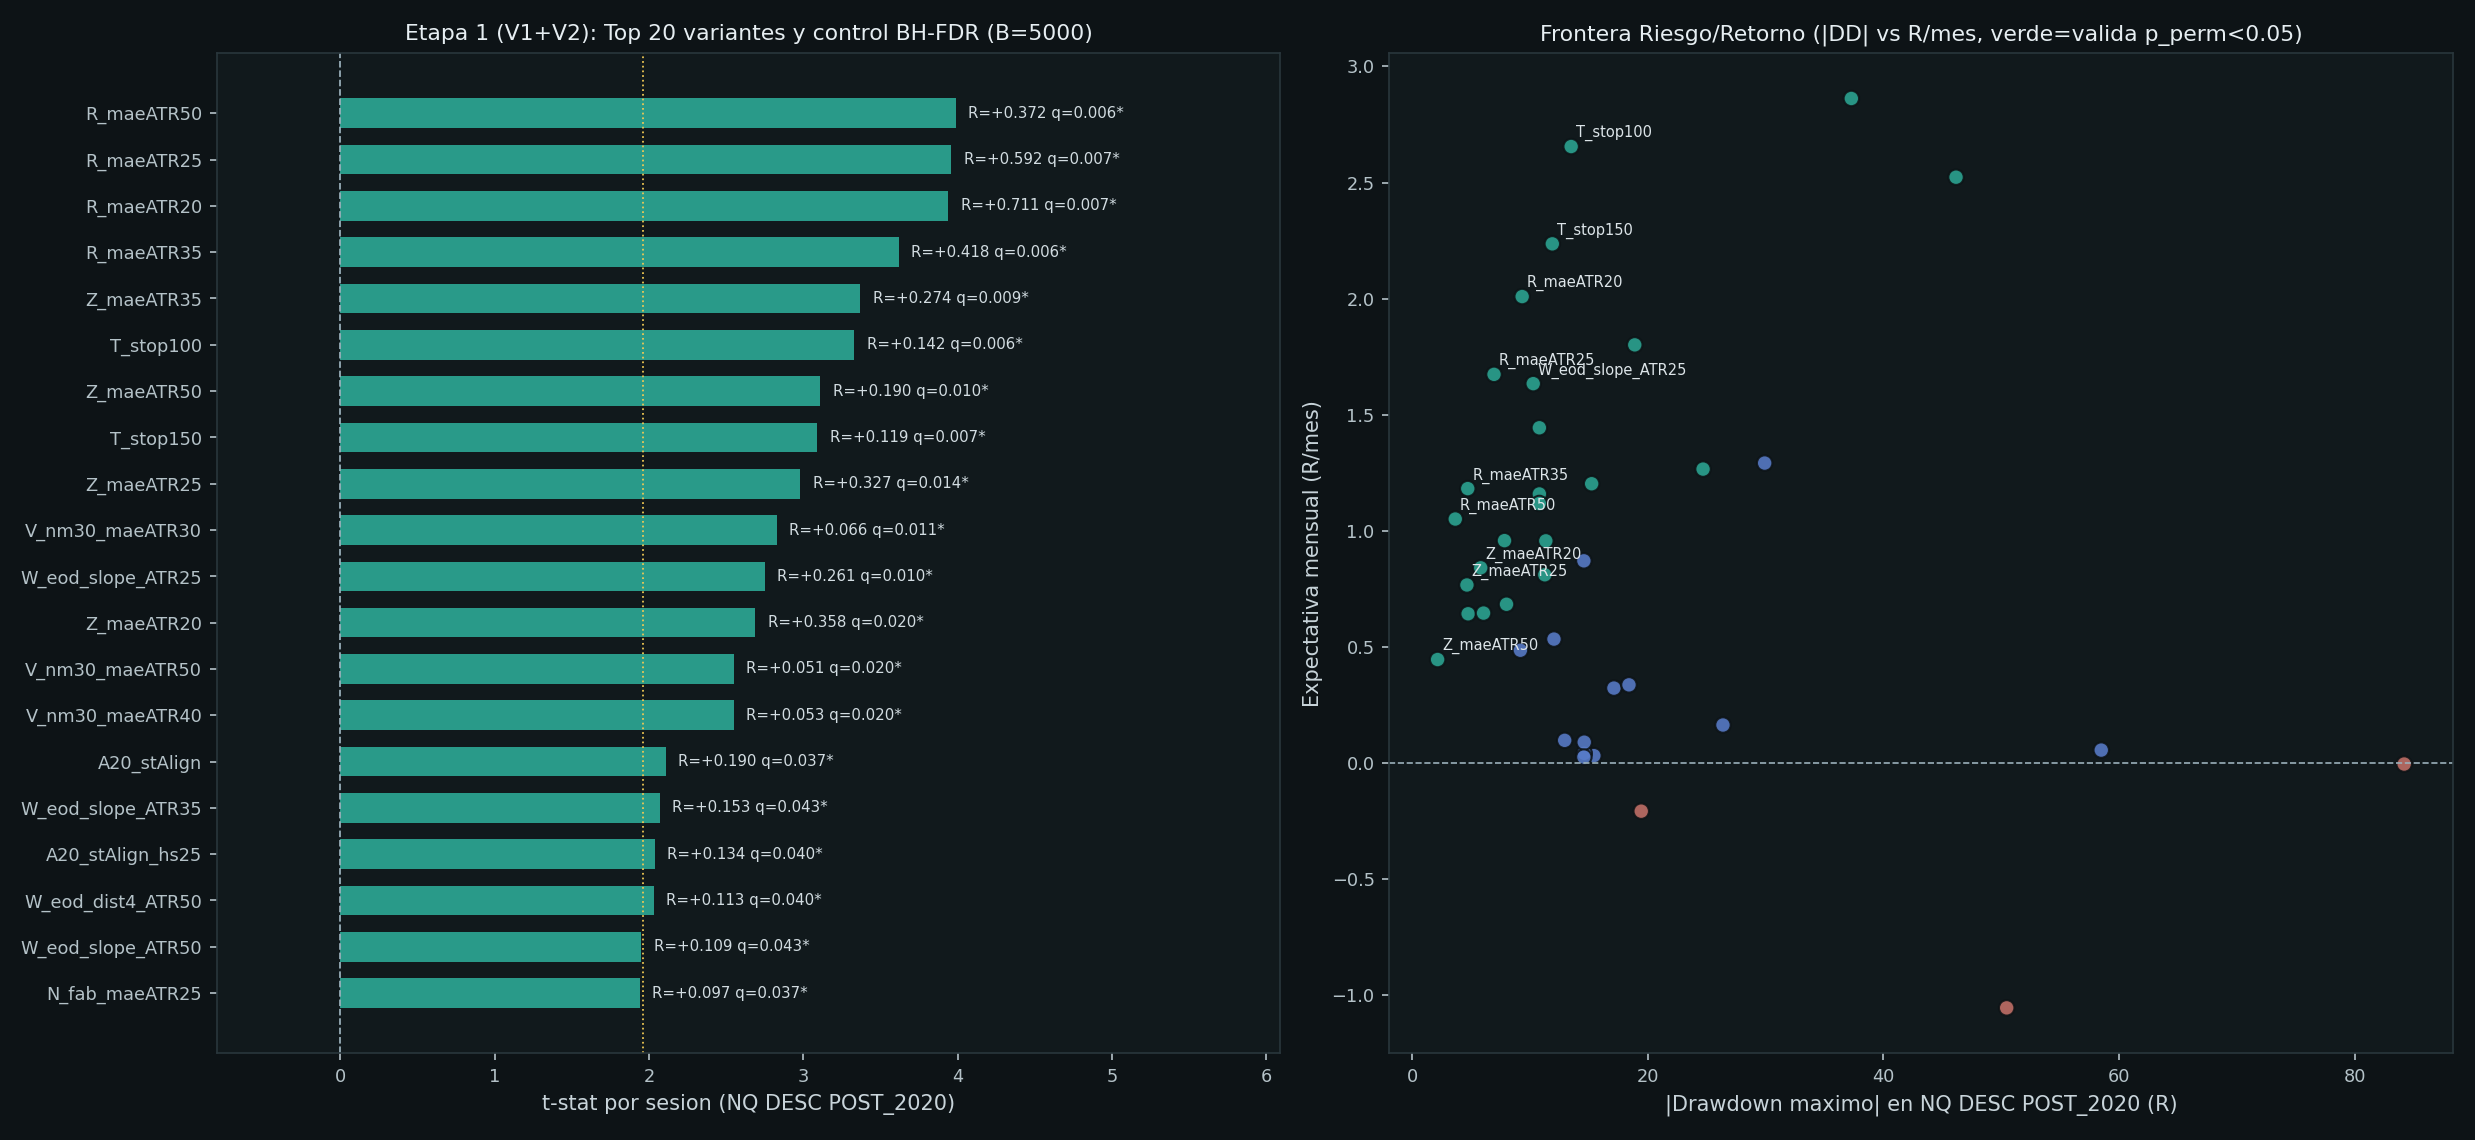 Etapa 1 (V1+V2): Top 20 variantes y control BH-FDR (B=5000)
R_maeATR50
R=+0.372 q=0.006*
R_maeATR25
R=+0.592 q=0.007*
R_maeATR20
R=+0.711 q=0.007*
R_maeATR35
R=+0.418 q=0.006*
Z_maeATR35
R=+0.274 q=0.009*
T_stop100
R=+0.142 q=0.006*
Z_maeATR50
R=+0.190 q=0.010*
T_stop150
R=+0.119 q=0.007*
Z_maeATR25
R=+0.327 q=0.014*
V_nm30_maeATR30
R=+0.066 q=0.011*
W_eod_slope_ATR25
R=+0.261 q=0.010*
Z_maeATR20
R=+0.358 q=0.020*
V_nm30_maeATR50
R=+0.051 q=0.020*
V_nm30_maeATR40
R=+0.053 q=0.020*
A20_stAlign
R=+0.190 q=0.037*
W_eod_slope_ATR35
R=+0.153 q=0.043*
A20_stAlign_hs25
R=+0.134 q=0.040*
W_eod_dist4_ATR50
R=+0.113 q=0.040*
W_eod_slope_ATR50
R=+0.109 q=0.043*
N_fab_maeATR25
R=+0.097 q=0.037*
0 1 2 3 4 5 6
t-stat por sesion (NQ DESC POST_2020)
Frontera Riesgo/Retorno (|DD| vs R/mes, verde=valida p_perm<0.05)
Expectativa mensual (R/mes)
3.0
2.5
2.0
1.5
1.0
0.5
0.0
−0.5
−1.0
T_stop100
T_stop150
R_maeATR20
R_maeATR25
W_eod_slope_ATR25
R_maeATR35
R_maeATR50
Z_maeATR20
Z_maeATR25
Z_maeATR50
0 20 40 60 80
|Drawdown maximo| en NQ DESC POST_2020 (R)